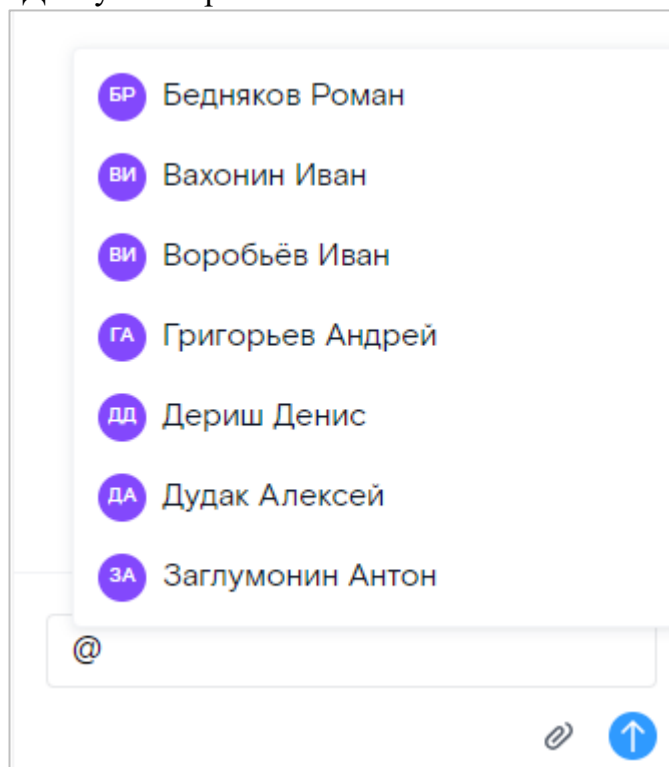 БР Бедняков Роман
ВИ Вахонин Иван
ВИ Воробьёв Иван
ГА Григорьев Андрей
ДД Дериш Денис
ДА Дудак Алексей
ЗА Заглумонин Антон
@